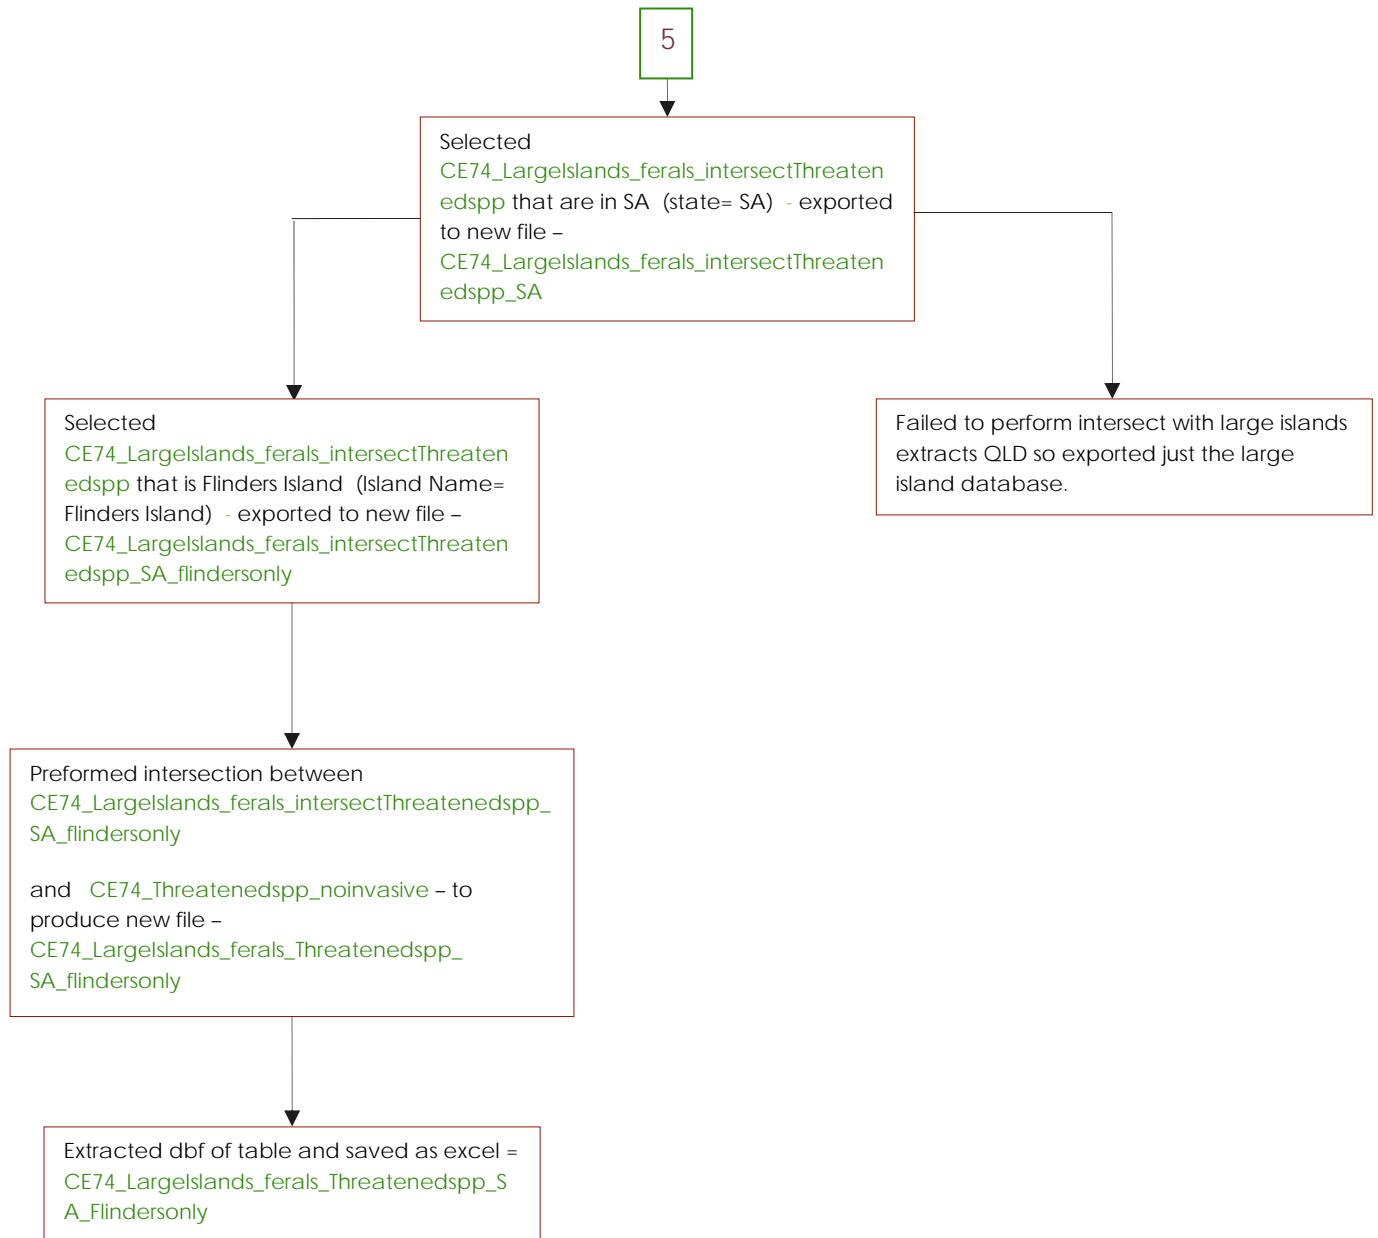 5
Selected
CE74_LargeIslands_ferals_intersectThreaten
edspp that are in SA (state= SA) - exported
to new file –
CE74_LargeIslands_ferals_intersectThreaten
edspp_SA
Selected
CE74_LargeIslands_ferals_intersectThreaten
edspp that is Flinders Island (Island Name=
Flinders Island) - exported to new file –
CE74_LargeIslands_ferals_intersectThreaten
edspp_SA_flindersonly
Failed to perform intersect with large islands
extracts QLD so exported just the large
island database.
Preformed intersection between
CE74_LargeIslands_ferals_intersectThreatenedspp_
SA_flindersonly
and CE74_Threatenedspp_noinvasive – to
produce new file –
CE74_LargeIslands_ferals_Threatenedspp_
SA_flindersonly
Extracted dbf of table and saved as excel =
CE74_LargeIslands_ferals_Threatenedspp_S
A_Flindersonly